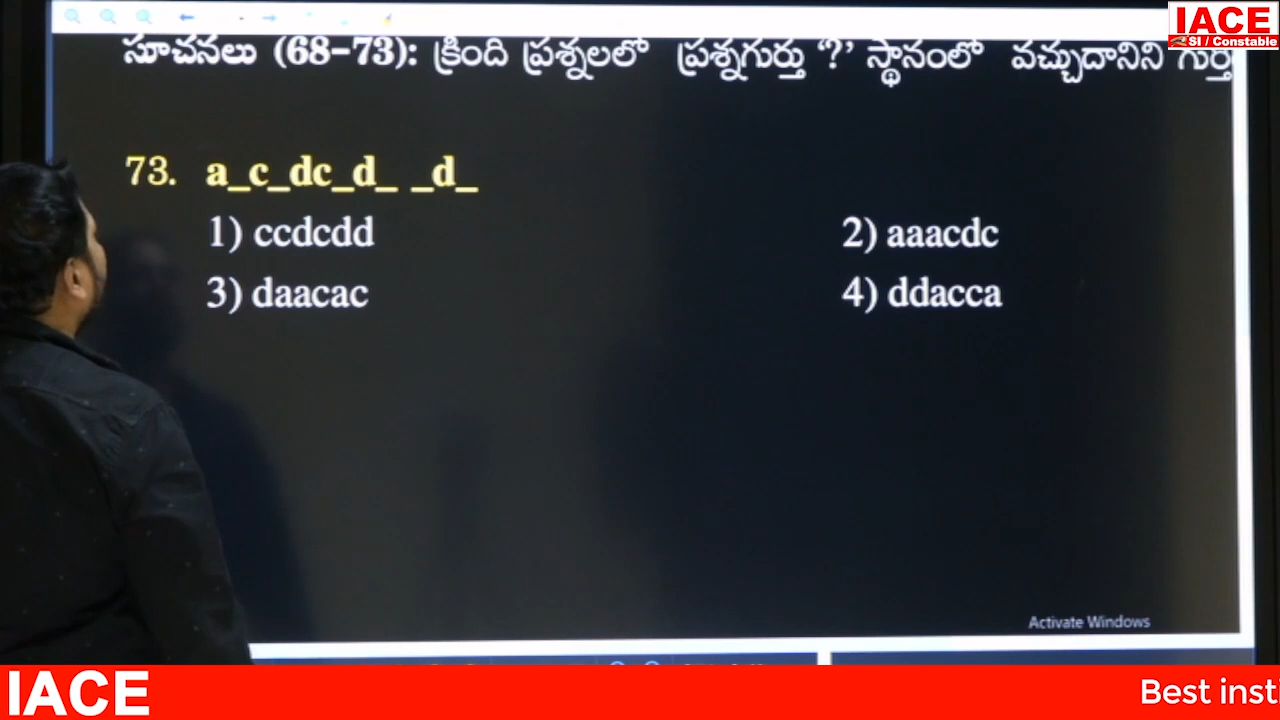 IACE
SI / Constable
సూచనలు (68-73): క్రింది ప్రశ్నలలో ప్రశ్నగుర్తు '?' స్థానంలో వచ్చుదానిని
73. a_c_dc_d_ _d_
1) ccdcdd 2) aaacdc
3) daacac 4) ddacca
Activate Windows
IACE Best